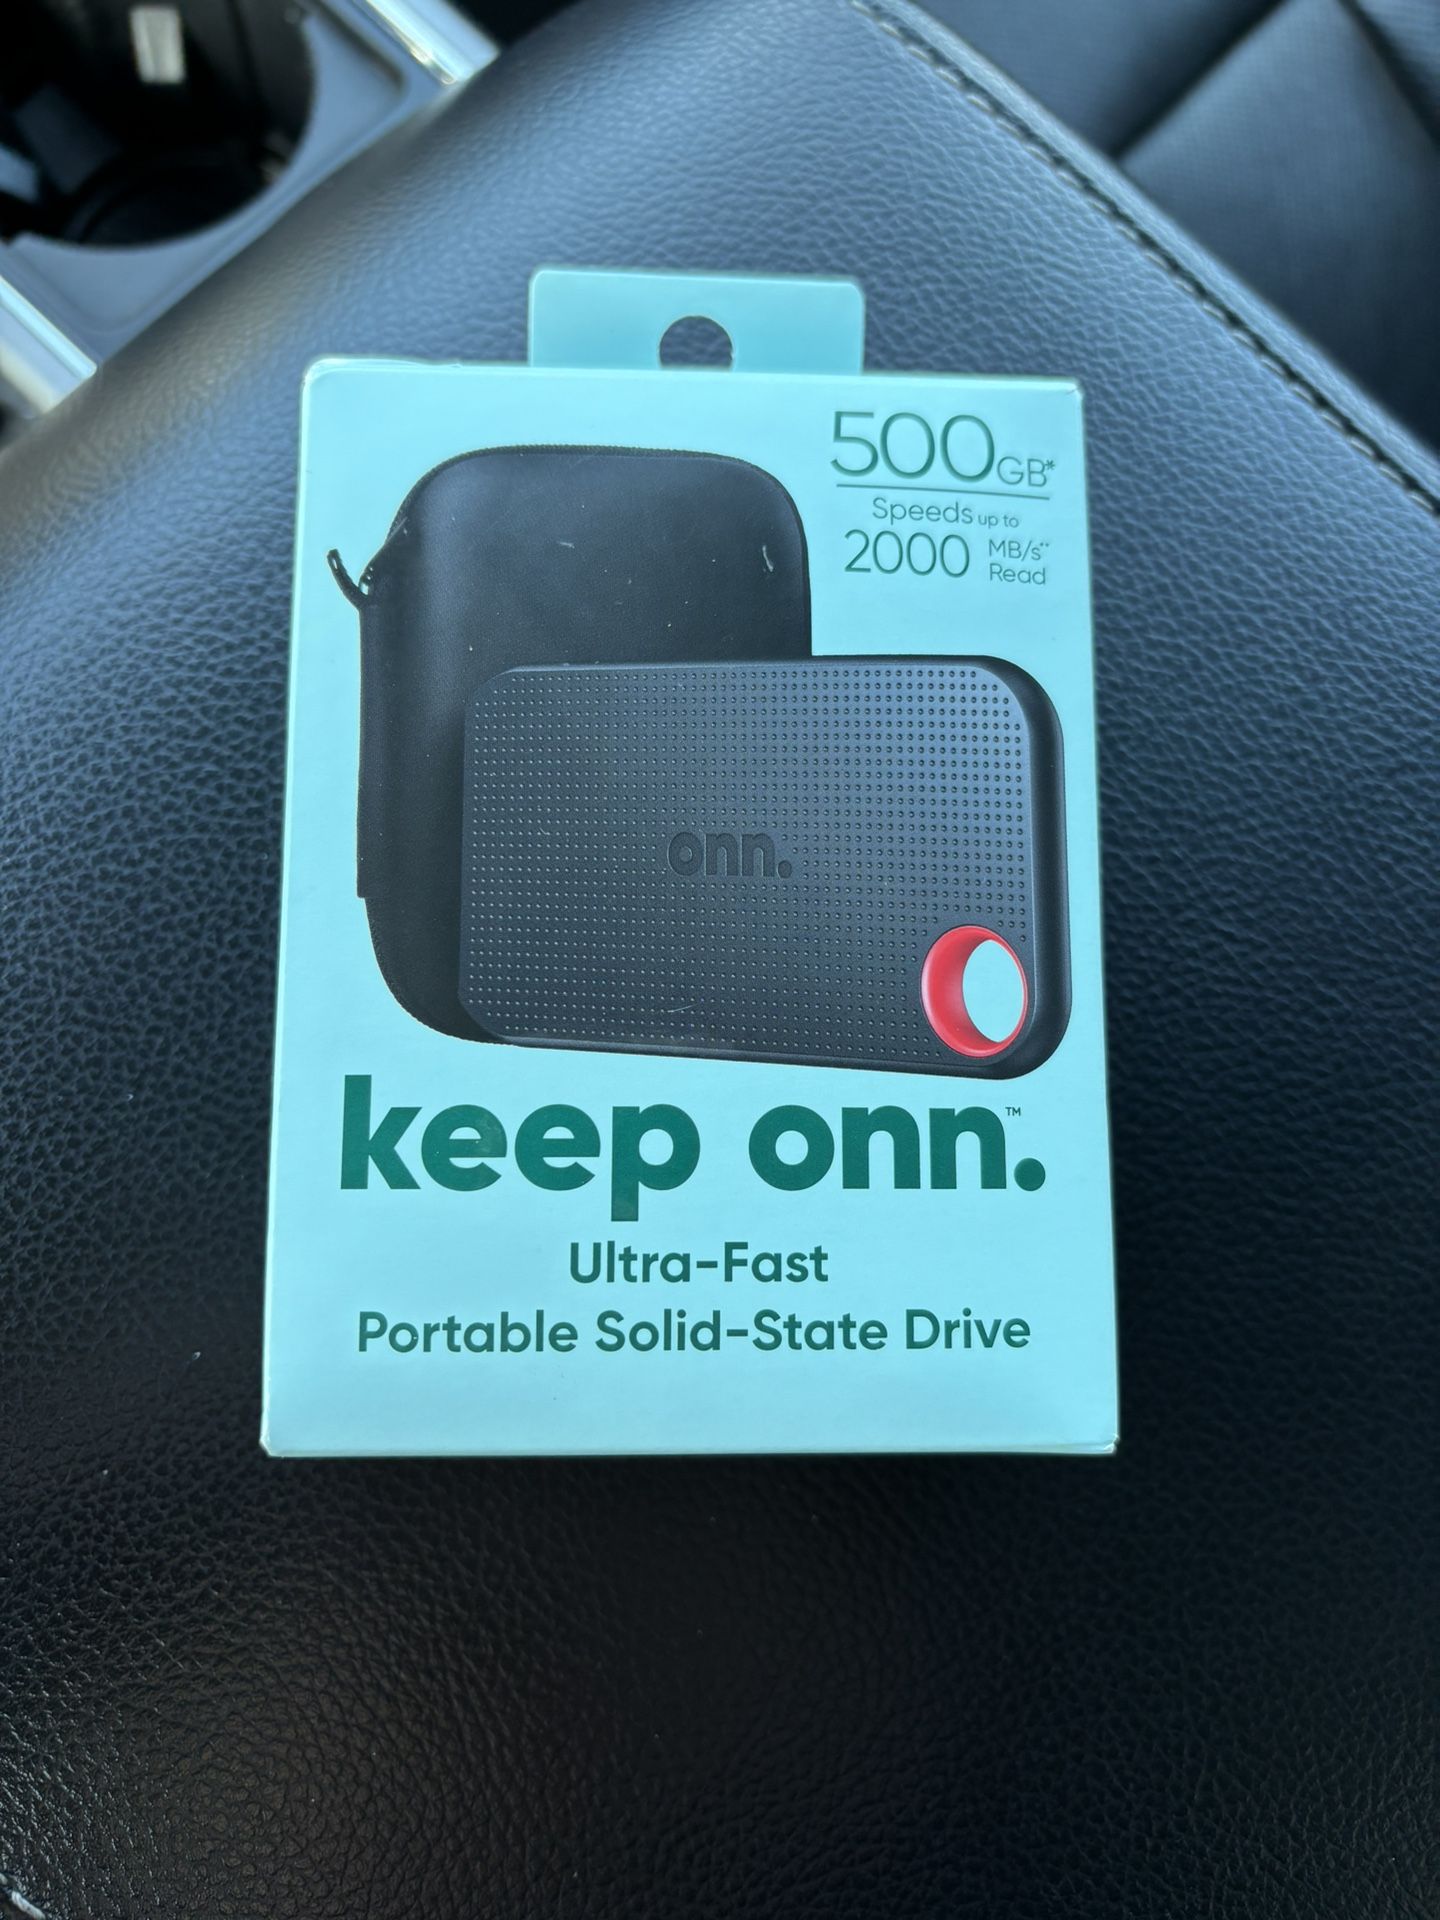 500GB*
Speeds up to
2000 MB/s**
Read
onn.
keep onn.™
Ultra-Fast
Portable Solid-State Drive